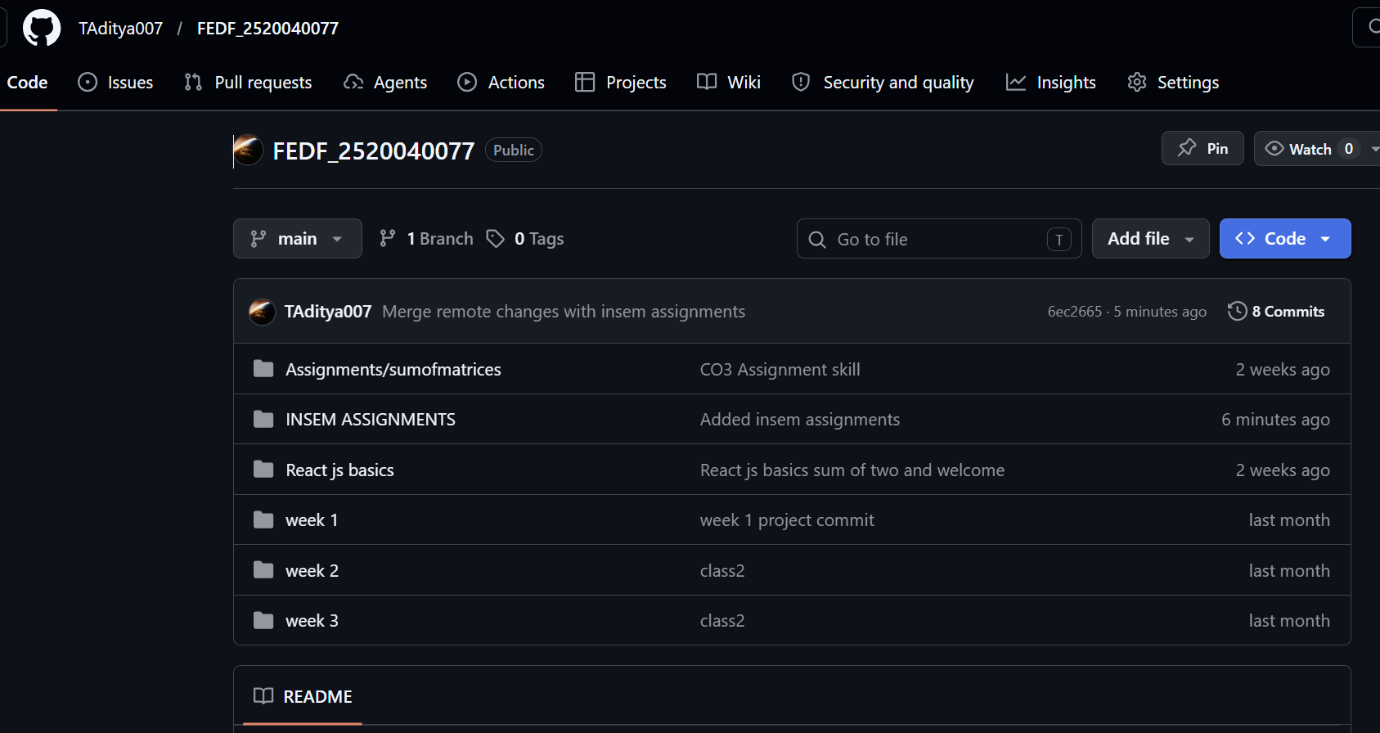 TAditya007 / FEDF_2520040077
Code Issues Pull requests Agents Actions Projects Wiki Security and quality Insights Settings
FEDF_2520040077 Public Pin Watch 0
main 1 Branch 0 Tags Go to file T Add file Code
TAditya007 Merge remote changes with insem assignments 6ec2665 · 5 minutes ago 8 Commits
Assignments/sumofmatrices CO3 Assignment skill 2 weeks ago
INSEM ASSIGNMENTS Added insem assignments 6 minutes ago
React js basics React js basics sum of two and welcome 2 weeks ago
week 1 week 1 project commit last month
week 2 class2 last month
week 3 class2 last month
README